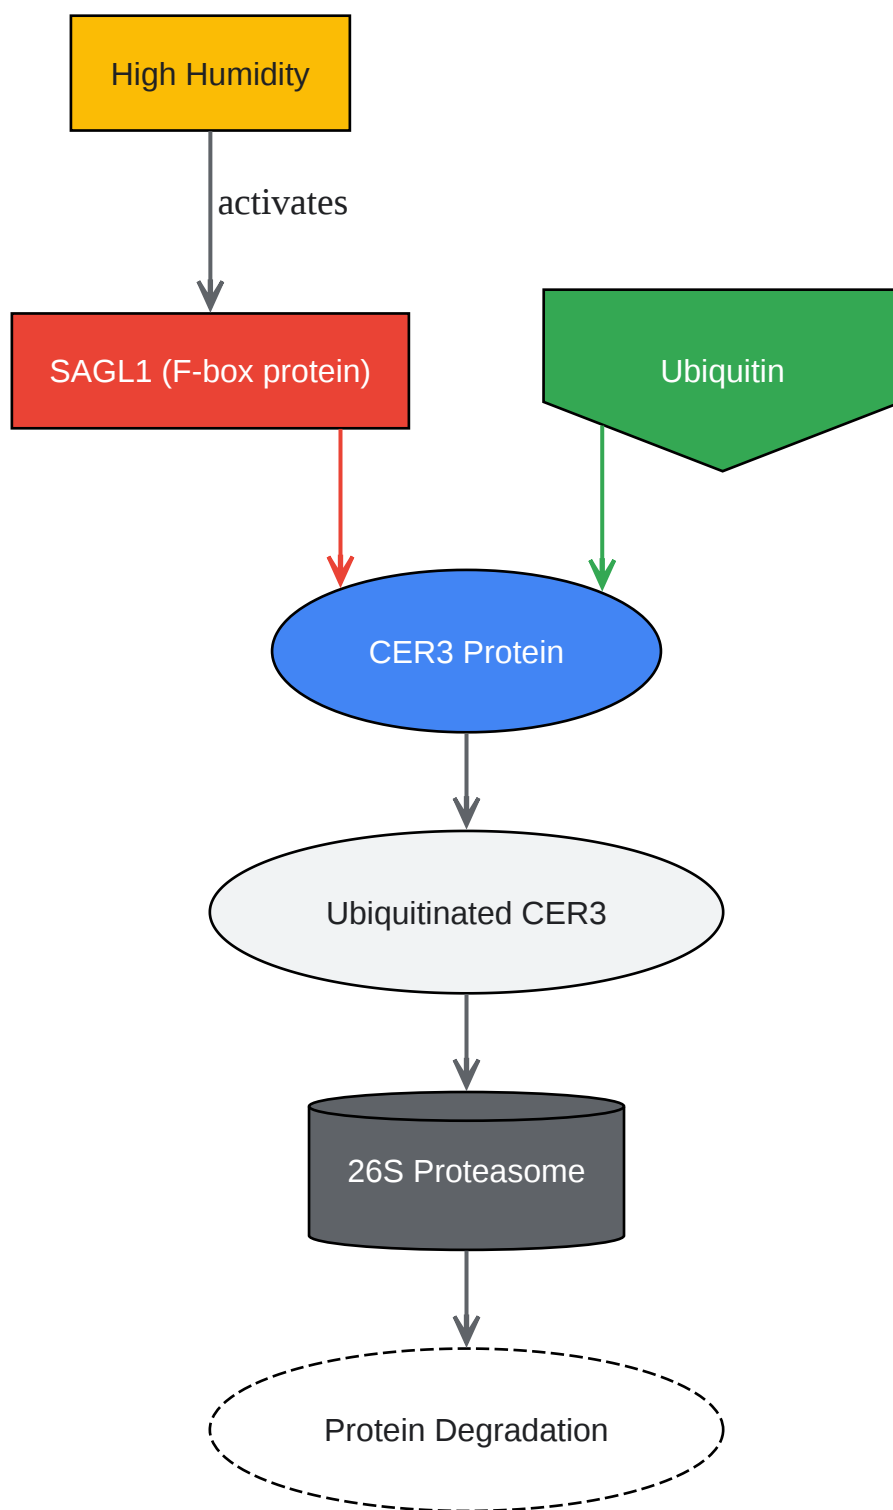 High Humidity
activates
SAGL1 (F-box protein)
Ubiquitin
CER3 Protein
Ubiquitinated CER3
26S Proteasome
Protein Degradation